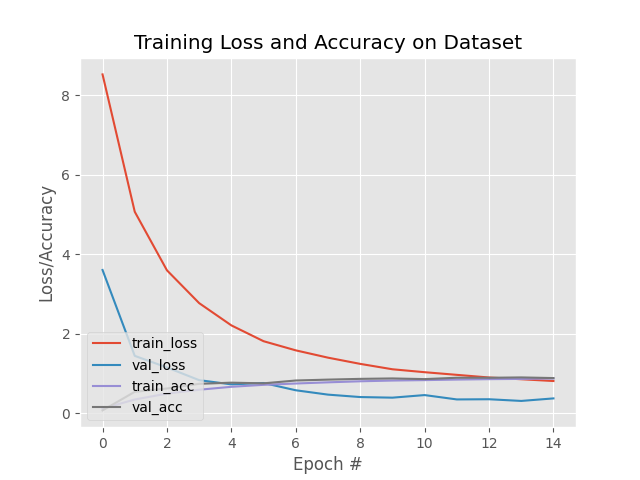 Training Loss and Accuracy on Dataset
Loss/Accuracy
8
6
4
2
0
train_loss
val_loss
train_acc
val_acc
0 2 4 6 8 10 12 14
Epoch #